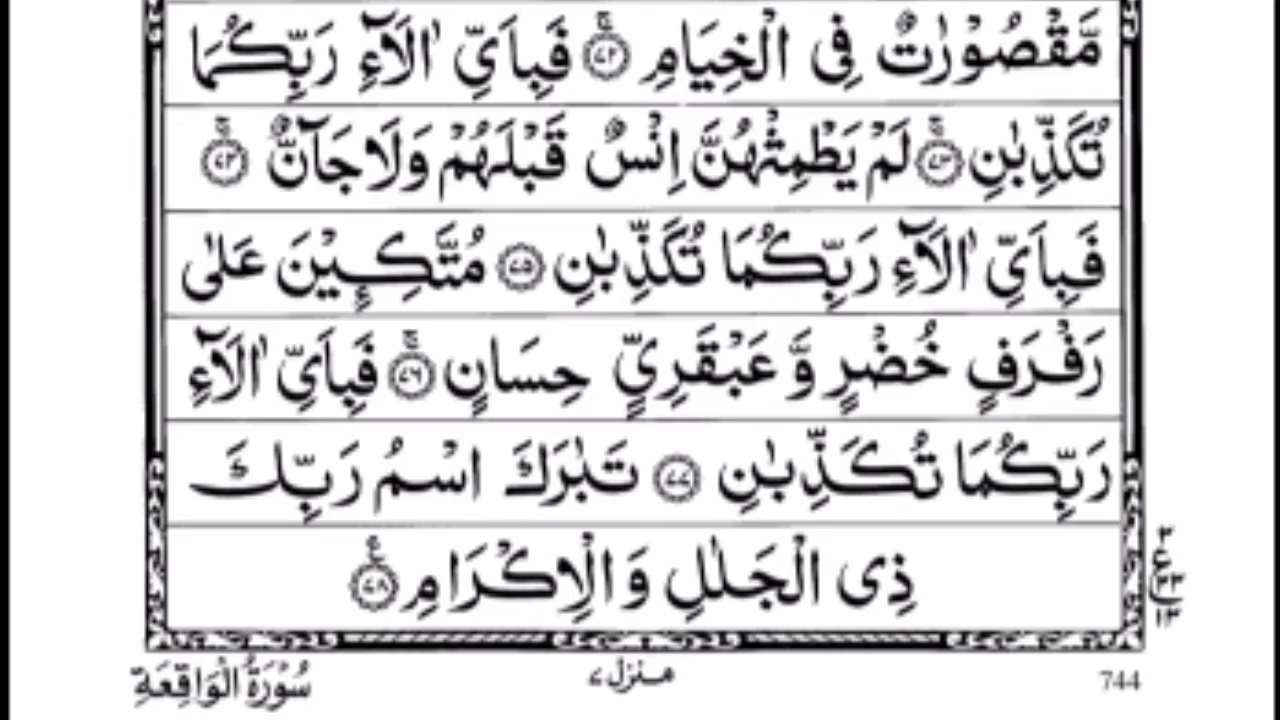 مَّقْصُوْرٰتٌ فِى الْخِيَامِ ۝۷۲ فَبِاَىِّ اٰلَآءِ رَبِّكُمَا
تُكَذِّبٰنِ ۝۷۳ لَمْ يَطْمِثْهُنَّ اِنْسٌ قَبْلَهُمْ وَلَا جَآنٌّ ۝۷۴
فَبِاَىِّ اٰلَآءِ رَبِّكُمَا تُكَذِّبٰنِ ۝۷۵ مُتَّكِـِٕيْنَ عَلٰى
رَفْرَفٍ خُضْرٍ وَّ عَبْقَرِىٍّ حِسَانٍ ۝۷۶ فَبِاَىِّ اٰلَآءِ
رَبِّكُمَا تُكَذِّبٰنِ ۝۷۷ تَبٰرَكَ اسْمُ رَبِّكَ
ذِى الْجَلٰلِ وَ الْاِكْرَامِ ۝۷۸
744 منزل ۷ سُوْرَةُ الْوَاقِعَةِ